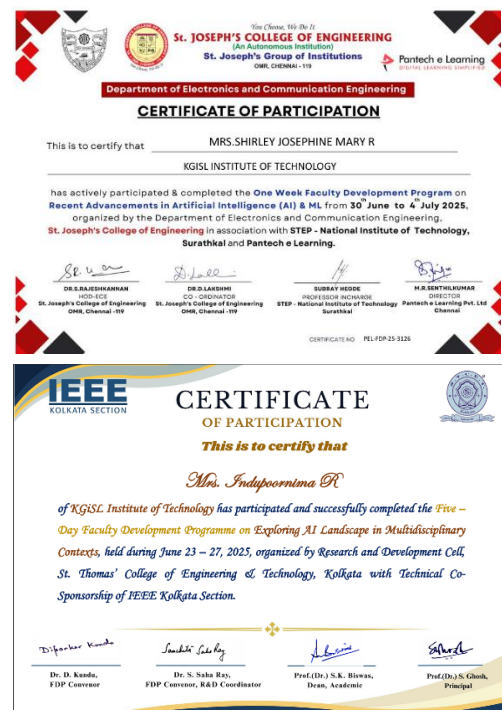 You Choose, We Do It
St. JOSEPH'S COLLEGE OF ENGINEERING
(An Autonomous Institution)
St. Joseph's Group of Institutions
OMR, CHENNAI - 119
Pantech e Learning
DIGITAL LEARNING SIMPLIFIED
Department of Electronics and Communication Engineering
CERTIFICATE OF PARTICIPATION
This is to certify that MRS.SHIRLEY JOSEPHINE MARY R
KGISL INSTITUTE OF TECHNOLOGY
has actively participated & completed the One Week Faculty Development Program on
Recent Advancements in Artificial Intelligence (AI) & ML from 30th June to 4th July 2025,
organized by the Department of Electronics and Communication Engineering,
St. Joseph's College of Engineering in association with STEP - National Institute of Technology,
Surathkal and Pantech e Learning.
DR.S.RAJESHKANNAN
HOD-ECE
St. Joseph's College of Engineering
OMR, Chennai -119
DR.D.LAKSHMI
CO - ORDINATOR
St. Joseph's College of Engineering
OMR, Chennai -119
SUBRAY HEGDE
PROFESSOR INCHARGE
STEP - National Institute of Technology
Surathkal
M.R.SENTHILKUMAR
DIRECTOR
Pantech e Learning Pvt. Ltd
Chennai
CERTIFICATE NO PEL-FDP-25-3126
IEEE
KOLKATA SECTION
CERTIFICATE
OF PARTICIPATION
This is to certify that
Mrs. Indupoornima R
of KGiSL Institute of Technology has participated and successfully completed the Five –
Day Faculty Development Programme on Exploring AI Landscape in Multidisciplinary
Contexts, held during June 23 – 27, 2025, organized by Research and Development Cell,
St. Thomas' College of Engineering & Technology, Kolkata with Technical Co-
Sponsorship of IEEE Kolkata Section.
Dipankar Kundu
Dr. D. Kundu,
FDP Convenor
Sanchita Saha Ray
Dr. S. Saha Ray,
FDP Convenor, R&D Coordinator
Prof.(Dr.) S.K. Biswas,
Dean, Academic
Prof.(Dr.) S. Ghosh,
Principal